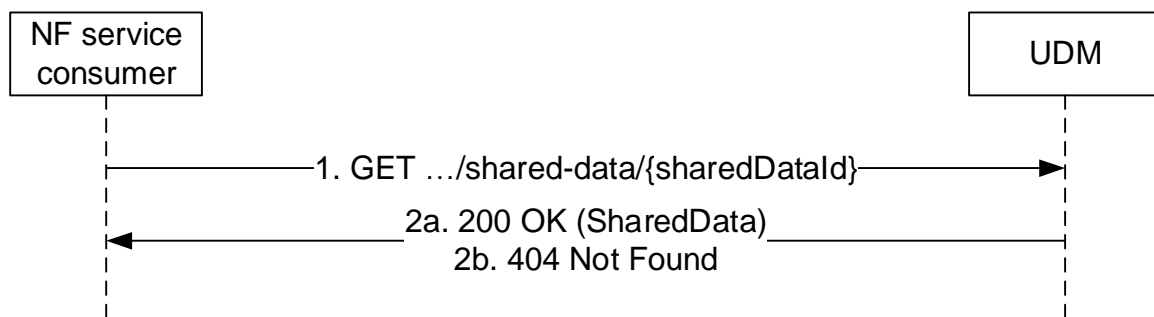 NF service
consumer
UDM
1. GET …/shared-data/{sharedDataId}
2a. 200 OK (SharedData)
2b. 404 Not Found